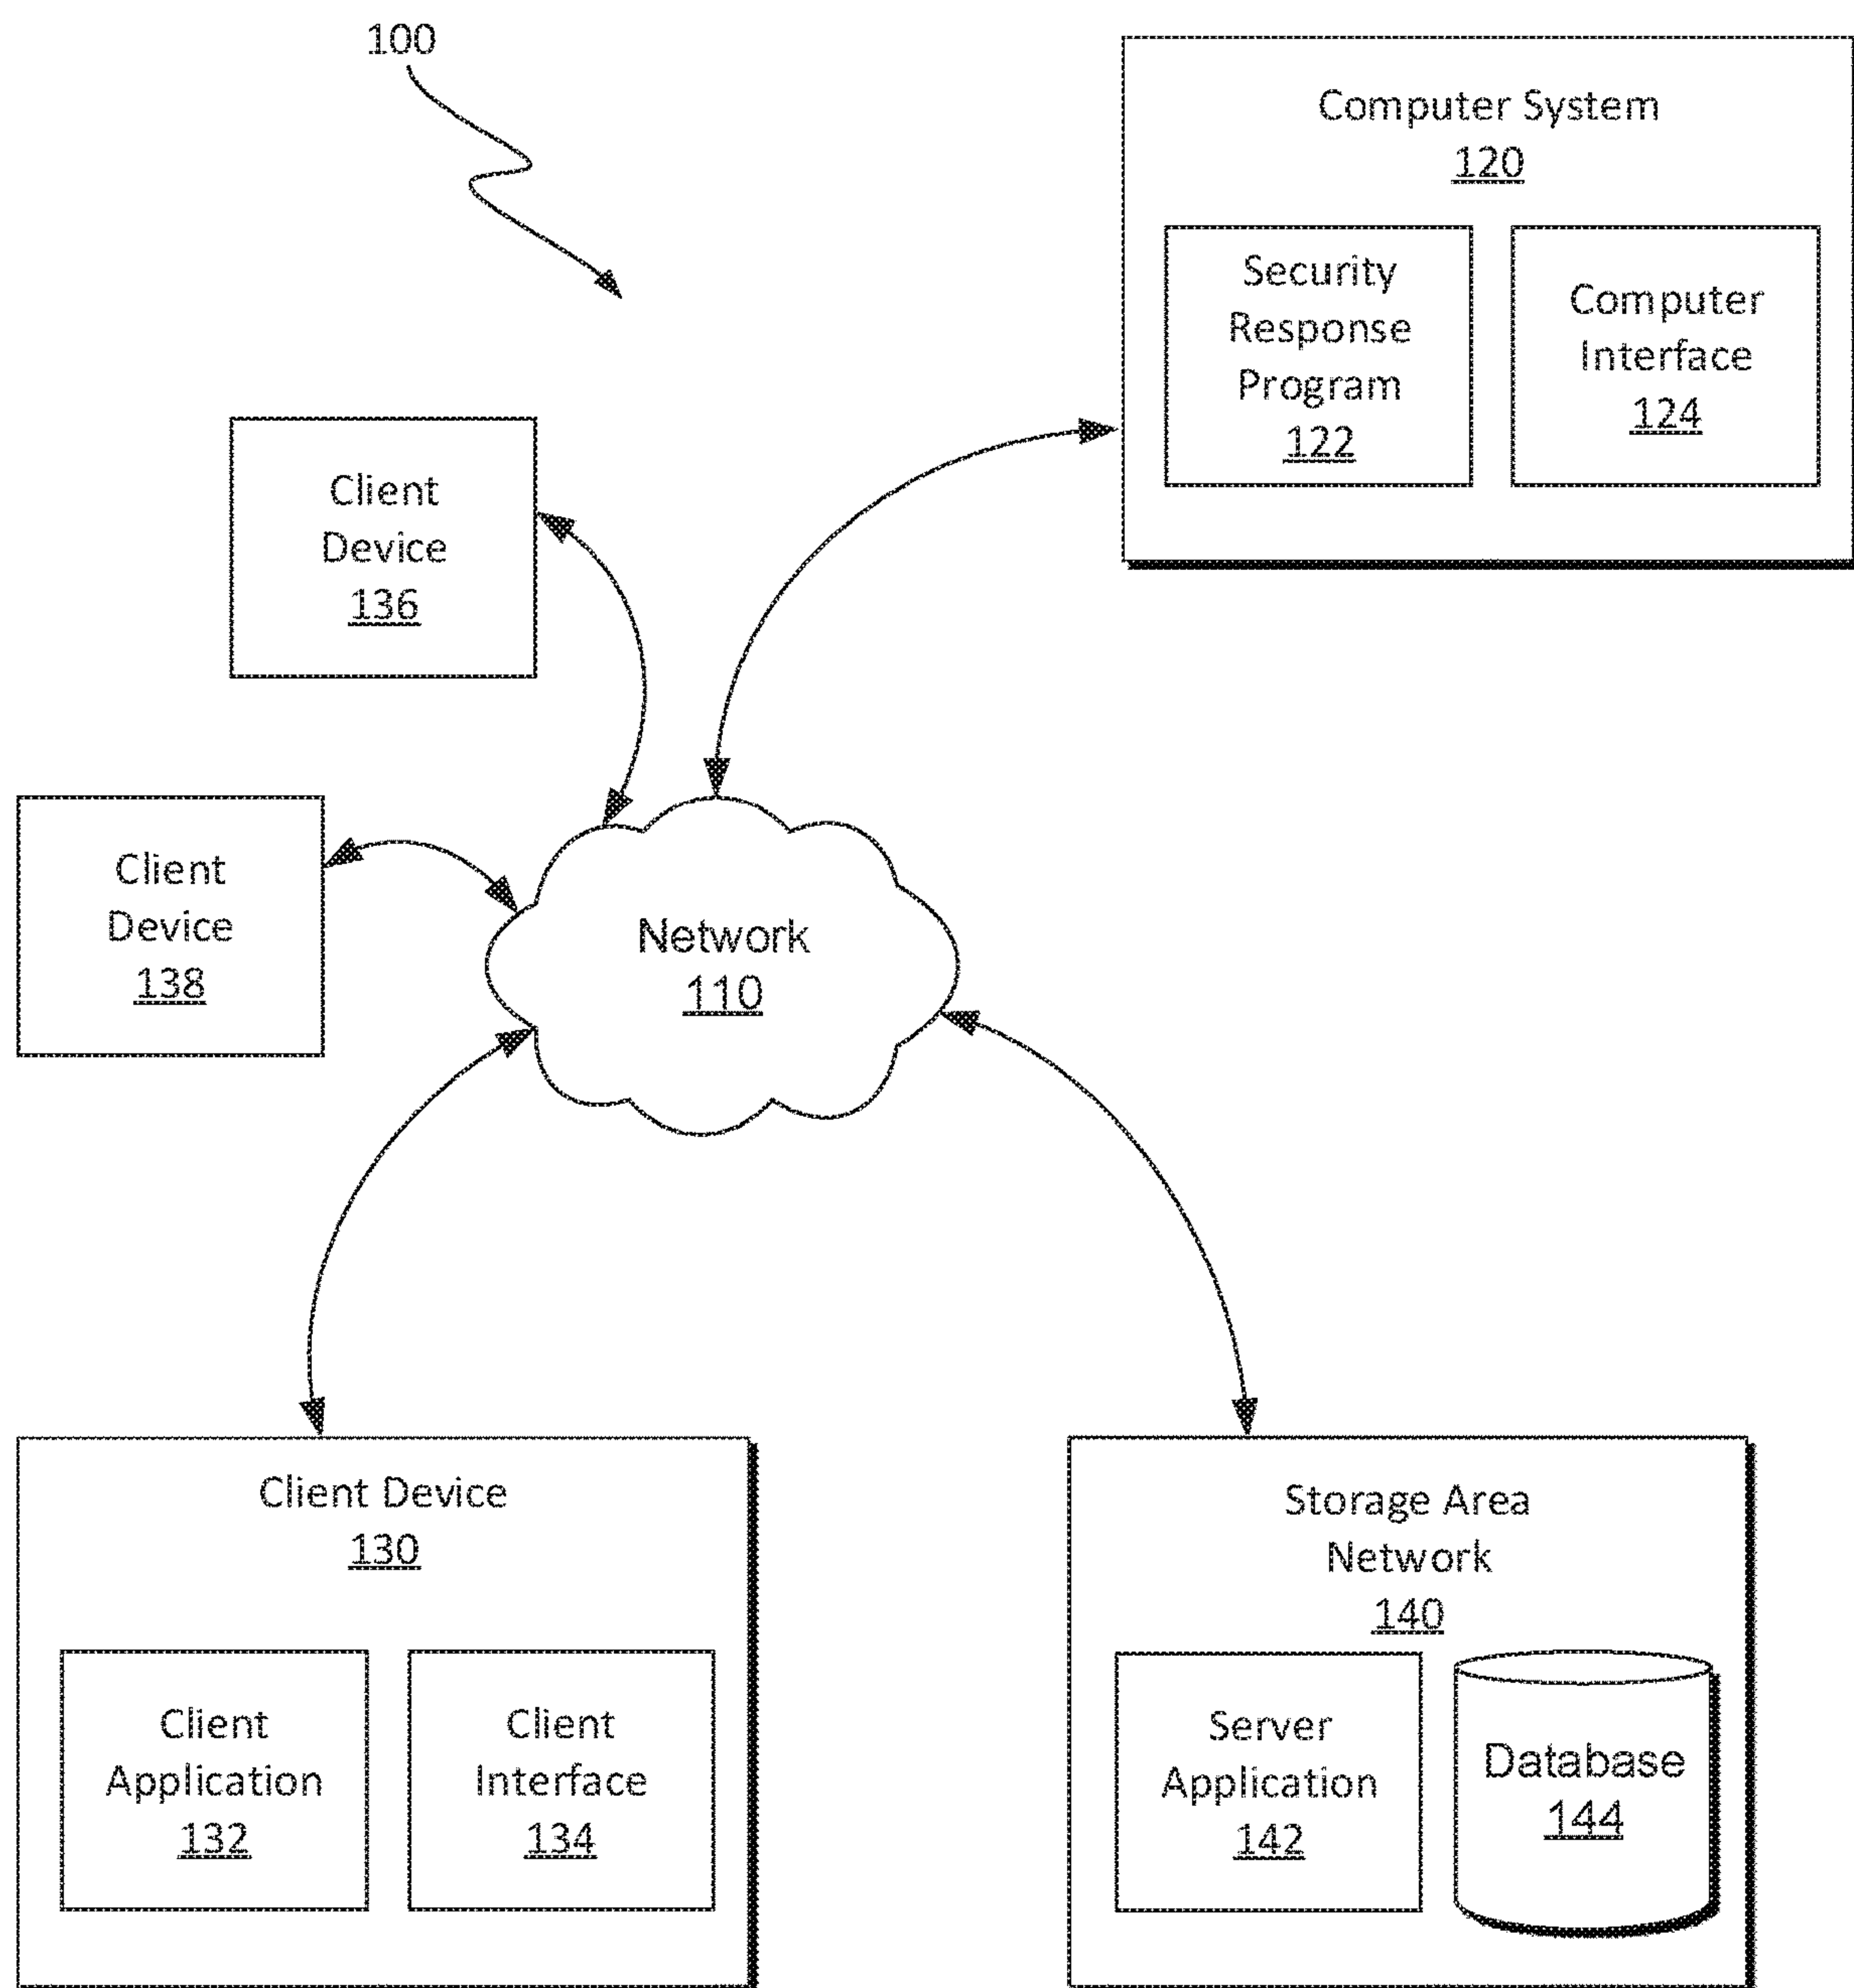 100
Computer System
120
Security
Response
Program
122
Computer
Interface
124
Client
Device
136
Client
Device
138
Network
110
Client Device
130
Client
Application
132
Client
Interface
134
Storage Area
Network
140
Server
Application
142
Database
144